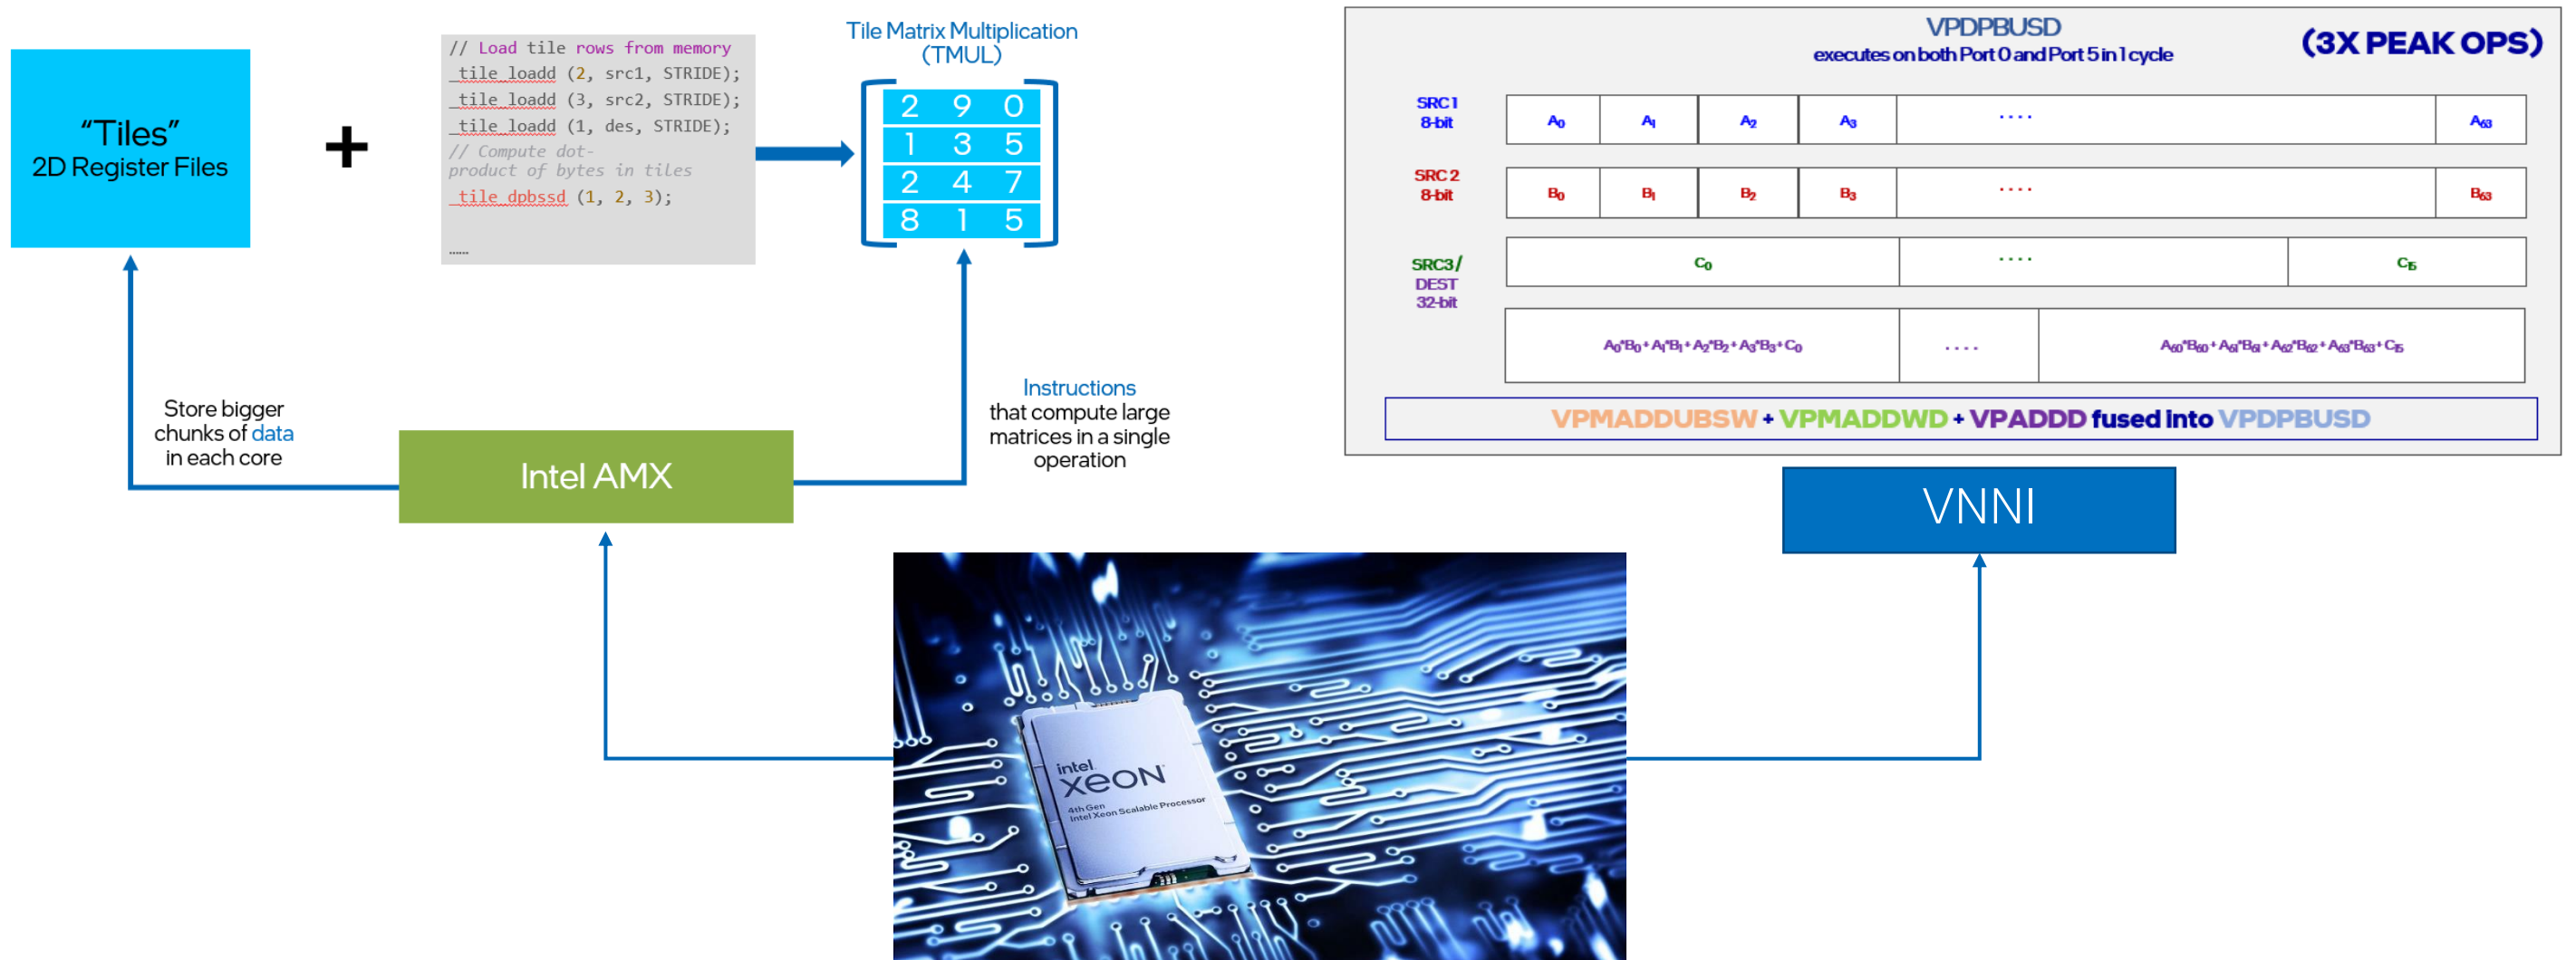 “Tiles”
2D Register Files
+
// Load tile rows from memory
_tile_loadd (2, src1, STRIDE);
_tile_loadd (3, src2, STRIDE);
_tile_loadd (1, des, STRIDE);
// Compute dot-
product of bytes in tiles
_tile_dpbssd (1, 2, 3);
......
Tile Matrix Multiplication
(TMUL)
2 9 0
1 3 5
2 4 7
8 1 5
Store bigger
chunks of data
in each core
Intel AMX
Instructions
that compute large
matrices in a single
operation
VPDPBUSD
executes on both Port 0 and Port 5 in 1 cycle
(3X PEAK OPS)
SRC 1
8-bit
A₀ A₁ A₂ A₃ .... A₆₃
SRC 2
8-bit
B₀ B₁ B₂ B₃ .... B₆₃
SRC3/
DEST
32-bit
C₀ .... C₁₅
A₀*B₀ + A₁*B₁ + A₂*B₂ + A₃*B₃ + C₀ .... A₆₀*B₆₀ + A₆₁*B₆₁ + A₆₂*B₆₂ + A₆₃*B₆₃ + C₁₅
VPMADDUBSW + VPMADDWD + VPADDD fused into VPDPBUSD
VNNI
intel.
XEON
4th Gen
Intel Xeon Scalable Processor